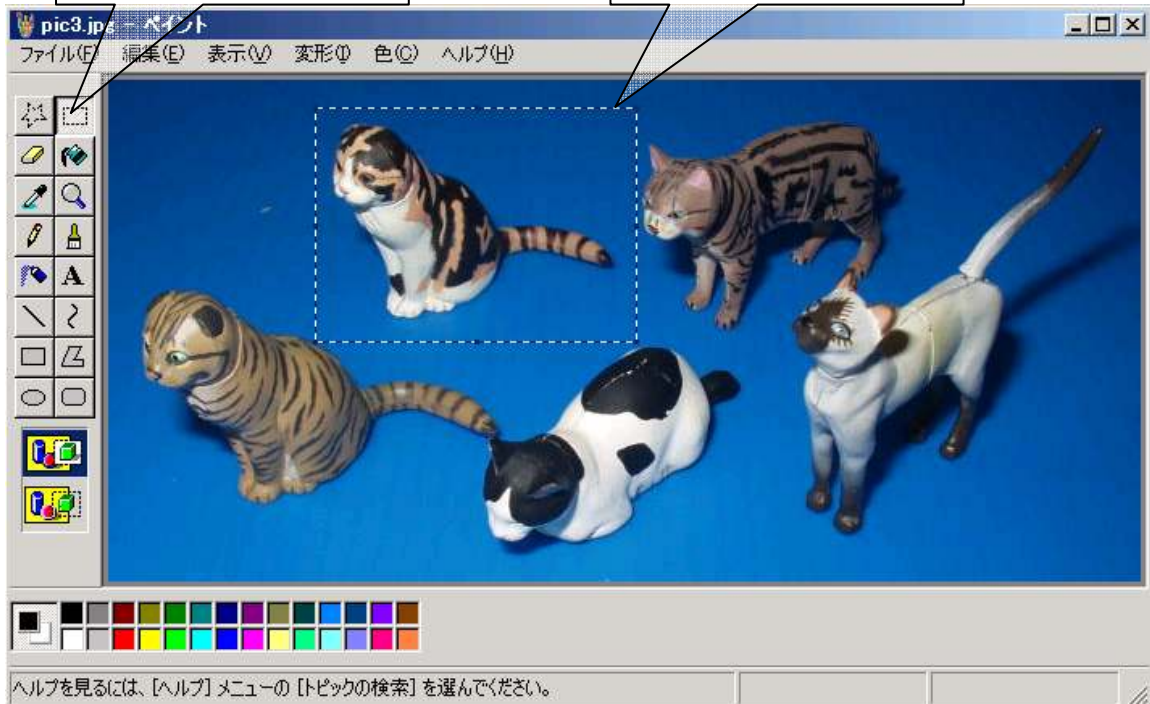 pic3.jpg - ペイント
ファイル(F) 編集(E) 表示(V) 変形(I) 色(C) ヘルプ(H)
A
ヘルプを見るには、[ヘルプ] メニューの [トピックの検索] を選んでください。